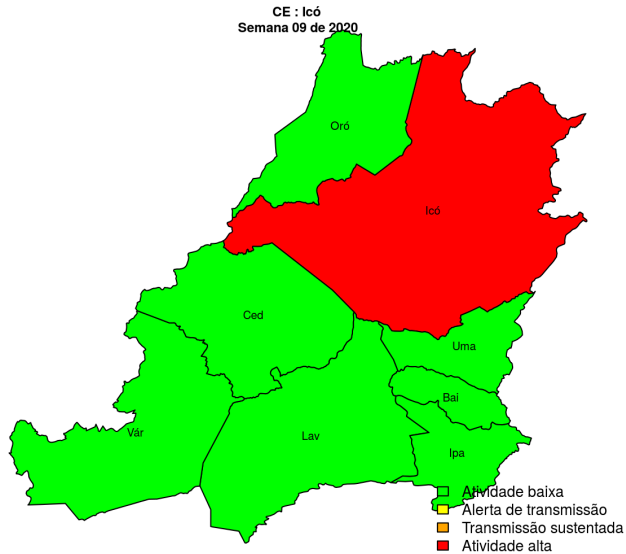 CE : Icó
Semana 09 de 2020
Oró
Icó
Ced
Uma
Bai
Vár
Lav
Ipa
Atividade baixa
Alerta de transmissão
Transmissão sustentada
Atividade alta